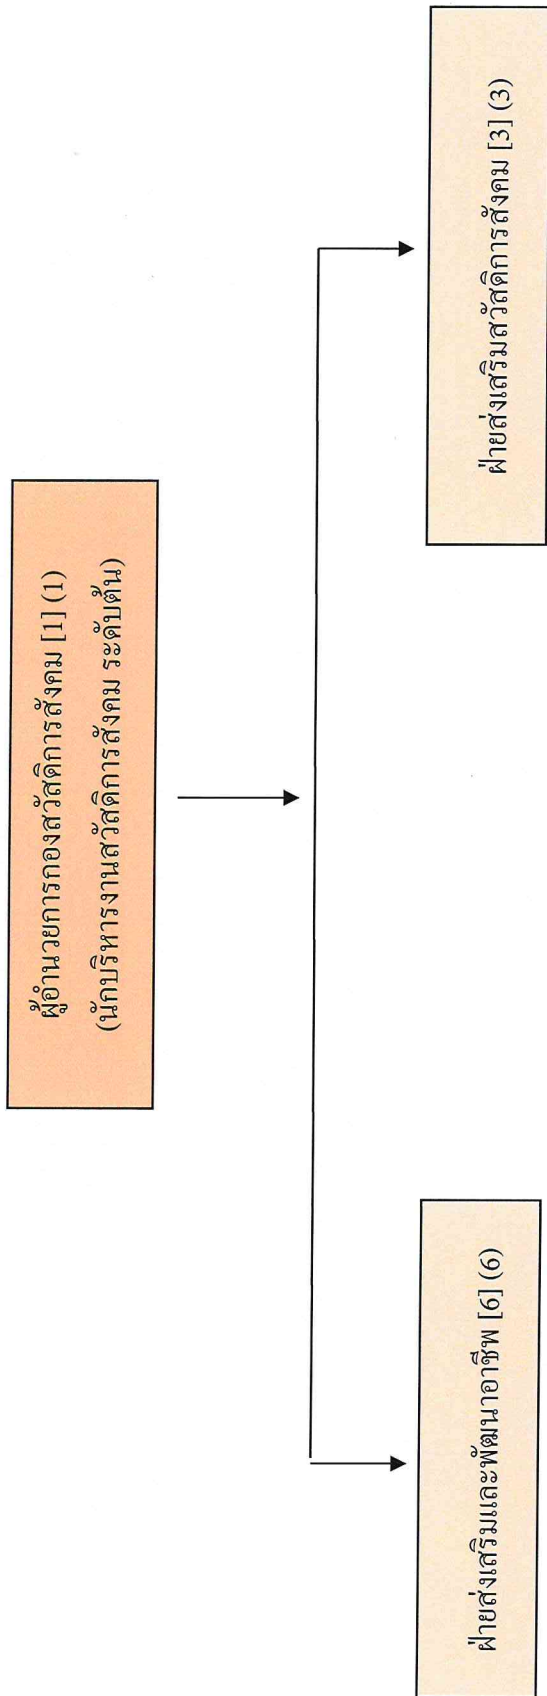 ผู้อำนวยการกองสวัสดิการสังคม [1] (1)
(นักบริหารงานสวัสดิการสังคม ระดับต้น)
ฝ่ายส่งเสริมและพัฒนาอาชีพ [6] (6)
ฝ่ายส่งเสริมสวัสดิการสังคม [3] (3)